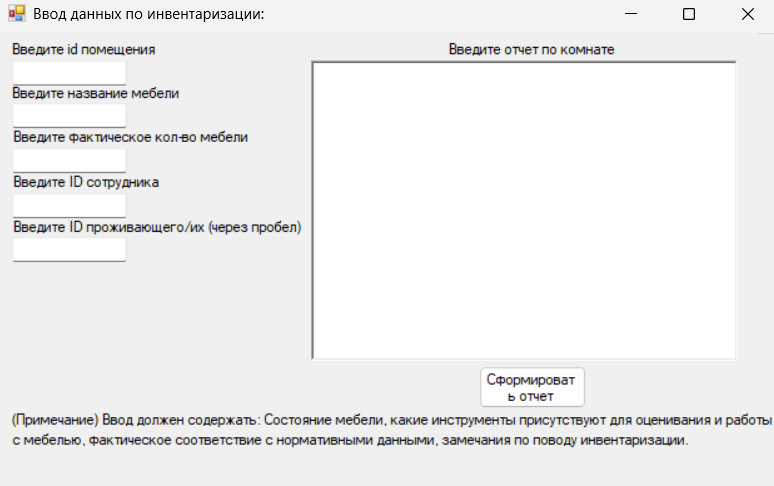 Ввод данных по инвентаризации:
Введите id помещения
Введите название мебели
Введите фактическое кол-во мебели
Введите ID сотрудника
Введите ID проживающего/их (через пробел)
Введите отчет по комнате
Сформироват
ь отчет
(Примечание) Ввод должен содержать: Состояние мебели, какие инструменты присутствуют для оценивания и работы
с мебелью, фактическое соответствие с нормативными данными, замечания по поводу инвентаризации.